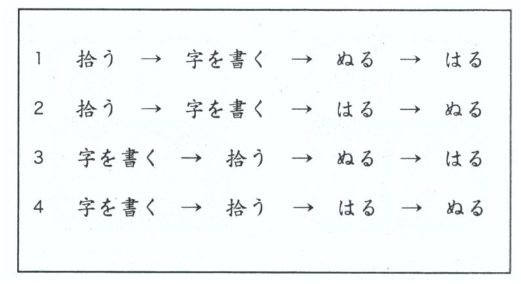 1 拾う → 字を書く → ぬる → はる
2 拾う → 字を書く → はる → ぬる
3 字を書く → 拾う → ぬる → はる
4 字を書く → 拾う → はる → ぬる